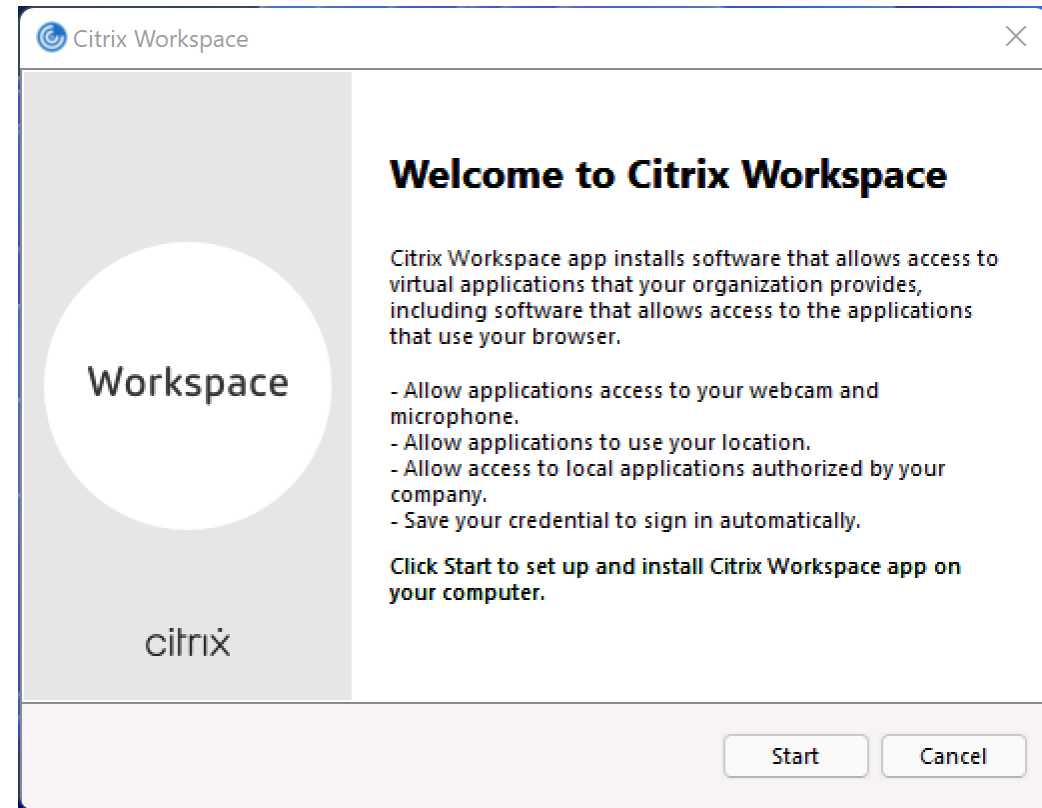 Citrix Workspace
Welcome to Citrix Workspace
Citrix Workspace app installs software that allows access to
virtual applications that your organization provides,
including software that allows access to the applications
that use your browser.
- Allow applications access to your webcam and
microphone.
- Allow applications to use your location.
- Allow access to local applications authorized by your
company.
- Save your credential to sign in automatically.
Click Start to set up and install Citrix Workspace app on
your computer.
Workspace
citrix
Start Cancel